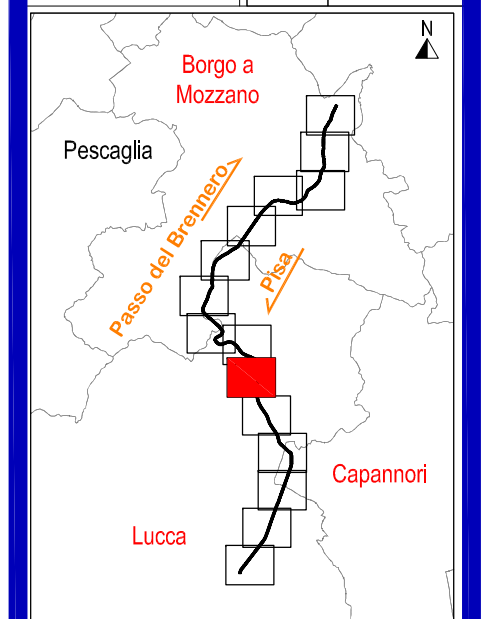 N
Borgo a
Mozzano
Pescaglia
Passo del Brennero
Pisa
Capannori
Lucca